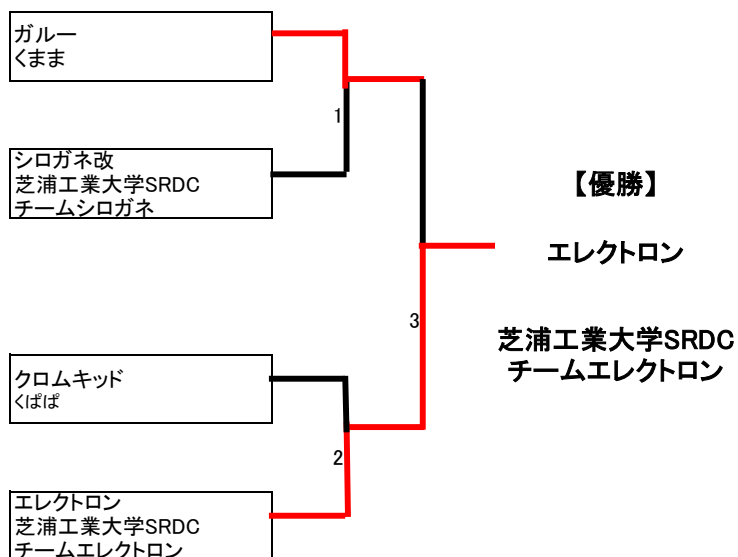 ガルー
くまま
1
シロガネ改
芝浦工業大学SRDC
チームシロガネ
【優勝】
エレクトロン
3
芝浦工業大学SRDC
チームエレクトロン
クロムキッド
くぱぱ
2
エレクトロン
芝浦工業大学SRDC
チームエレクトロン